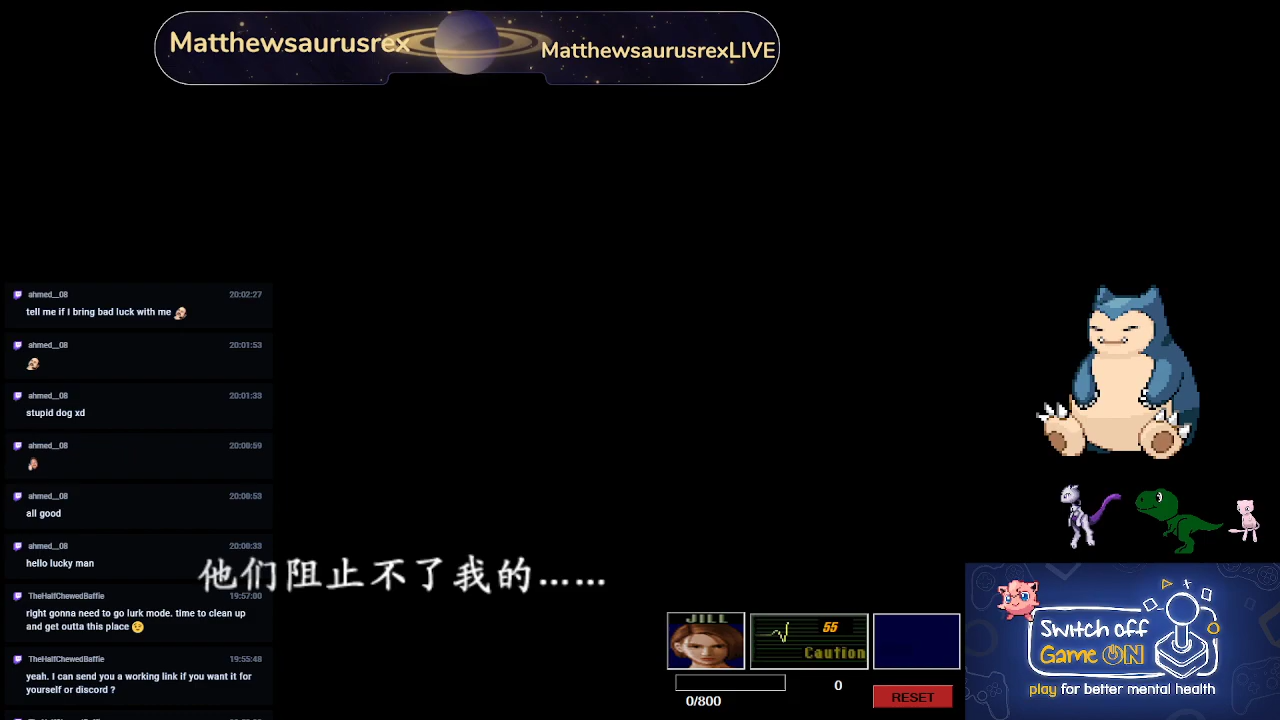 Matthewsaurusrex
MatthewsaurusrexLIVE
ahmed__08 20:02:27
tell me if I bring bad luck with me
ahmed__08 20:01:53
ahmed__08 20:01:33
stupid dog xd
ahmed__08 20:00:59
ahmed__08 20:00:53
all good
ahmed__08 20:00:33
hello lucky man
他们阻止不了我的……
TheHalfChewedBaffie 19:57:00
right gonna need to go lurk mode. time to clean up
and get outta this place
TheHalfChewedBaffie 19:55:48
yeah. I can send you a working link if you want it for
yourself or discord ?
JILL
55
Caution
0
0/800
RESET
Switch off
Game ON
play for better mental health